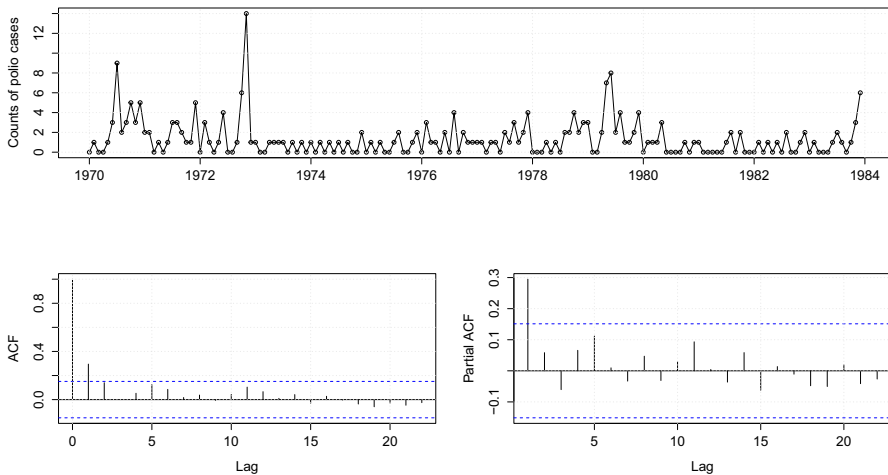 Counts of polio cases
12
8
6
4
2
0
1970 1972 1974 1976 1978 1980 1982 1984
ACF
0.8
0.4
0.0
0 5 10 15 20
Lag
Partial ACF
0.3
0.2
0.1
−0.1
5 10 15 20
Lag